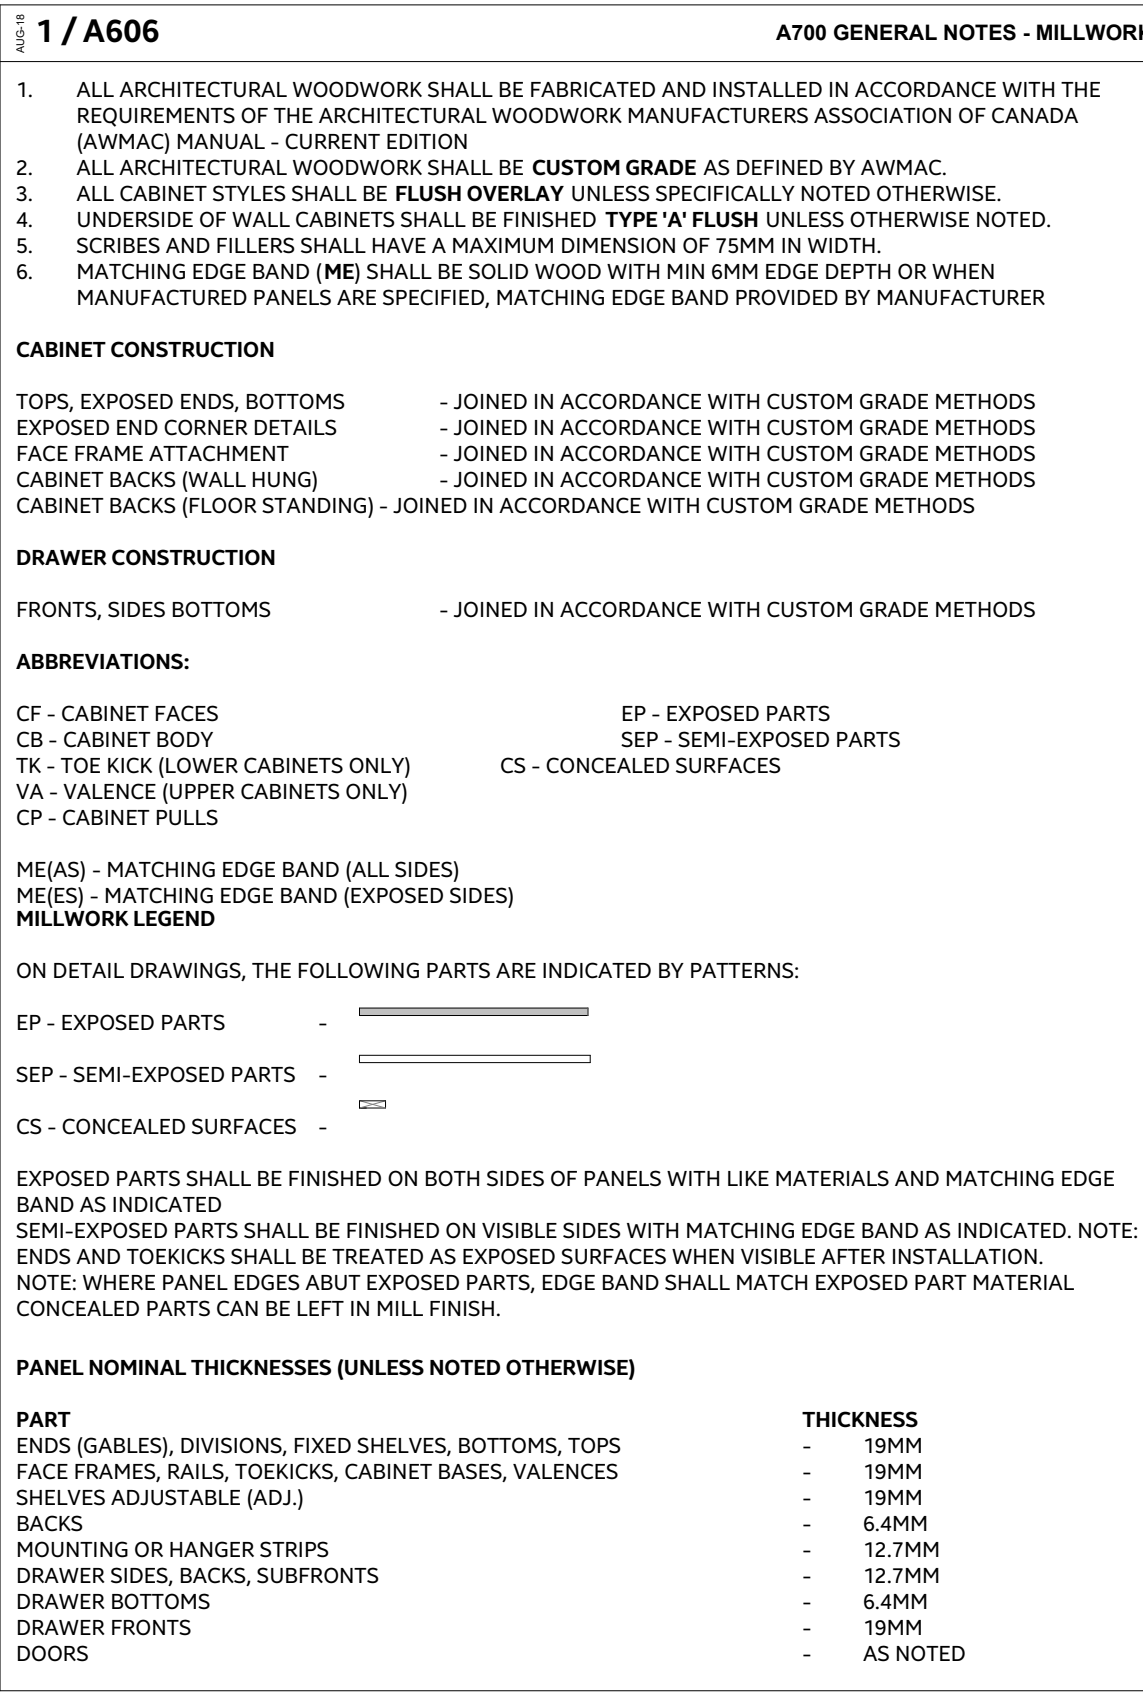 AUG-18
1 / A606
A700 GENERAL NOTES - MILLWORK
1. ALL ARCHITECTURAL WOODWORK SHALL BE FABRICATED AND INSTALLED IN ACCORDANCE WITH THE
REQUIREMENTS OF THE ARCHITECTURAL WOODWORK MANUFACTURERS ASSOCIATION OF CANADA
(AWMAC) MANUAL - CURRENT EDITION
2. ALL ARCHITECTURAL WOODWORK SHALL BE CUSTOM GRADE AS DEFINED BY AWMAC.
3. ALL CABINET STYLES SHALL BE FLUSH OVERLAY UNLESS SPECIFICALLY NOTED OTHERWISE.
4. UNDERSIDE OF WALL CABINETS SHALL BE FINISHED TYPE 'A' FLUSH UNLESS OTHERWISE NOTED.
5. SCRIBES AND FILLERS SHALL HAVE A MAXIMUM DIMENSION OF 75MM IN WIDTH.
6. MATCHING EDGE BAND (ME) SHALL BE SOLID WOOD WITH MIN 6MM EDGE DEPTH OR WHEN
MANUFACTURED PANELS ARE SPECIFIED, MATCHING EDGE BAND PROVIDED BY MANUFACTURER
CABINET CONSTRUCTION
TOPS, EXPOSED ENDS, BOTTOMS - JOINED IN ACCORDANCE WITH CUSTOM GRADE METHODS
EXPOSED END CORNER DETAILS - JOINED IN ACCORDANCE WITH CUSTOM GRADE METHODS
FACE FRAME ATTACHMENT - JOINED IN ACCORDANCE WITH CUSTOM GRADE METHODS
CABINET BACKS (WALL HUNG) - JOINED IN ACCORDANCE WITH CUSTOM GRADE METHODS
CABINET BACKS (FLOOR STANDING) - JOINED IN ACCORDANCE WITH CUSTOM GRADE METHODS
DRAWER CONSTRUCTION
FRONTS, SIDES BOTTOMS - JOINED IN ACCORDANCE WITH CUSTOM GRADE METHODS
ABBREVIATIONS:
CF - CABINET FACES EP - EXPOSED PARTS
CB - CABINET BODY SEP - SEMI-EXPOSED PARTS
TK - TOE KICK (LOWER CABINETS ONLY) CS - CONCEALED SURFACES
VA - VALENCE (UPPER CABINETS ONLY)
CP - CABINET PULLS
ME(AS) - MATCHING EDGE BAND (ALL SIDES)
ME(ES) - MATCHING EDGE BAND (EXPOSED SIDES)
MILLWORK LEGEND
ON DETAIL DRAWINGS, THE FOLLOWING PARTS ARE INDICATED BY PATTERNS:
EP - EXPOSED PARTS -
SEP - SEMI-EXPOSED PARTS -
CS - CONCEALED SURFACES -
EXPOSED PARTS SHALL BE FINISHED ON BOTH SIDES OF PANELS WITH LIKE MATERIALS AND MATCHING EDGE
BAND AS INDICATED
SEMI-EXPOSED PARTS SHALL BE FINISHED ON VISIBLE SIDES WITH MATCHING EDGE BAND AS INDICATED. NOTE:
ENDS AND TOEKICKS SHALL BE TREATED AS EXPOSED SURFACES WHEN VISIBLE AFTER INSTALLATION.
NOTE: WHERE PANEL EDGES ABUT EXPOSED PARTS, EDGE BAND SHALL MATCH EXPOSED PART MATERIAL
CONCEALED PARTS CAN BE LEFT IN MILL FINISH.
PANEL NOMINAL THICKNESSES (UNLESS NOTED OTHERWISE)
PART THICKNESS
ENDS (GABLES), DIVISIONS, FIXED SHELVES, BOTTOMS, TOPS - 19MM
FACE FRAMES, RAILS, TOEKICKS, CABINET BASES, VALENCES - 19MM
SHELVES ADJUSTABLE (ADJ.) - 19MM
BACKS - 6.4MM
MOUNTING OR HANGER STRIPS - 12.7MM
DRAWER SIDES, BACKS, SUBFRONTS - 12.7MM
DRAWER BOTTOMS - 6.4MM
DRAWER FRONTS - 19MM
DOORS - AS NOTED